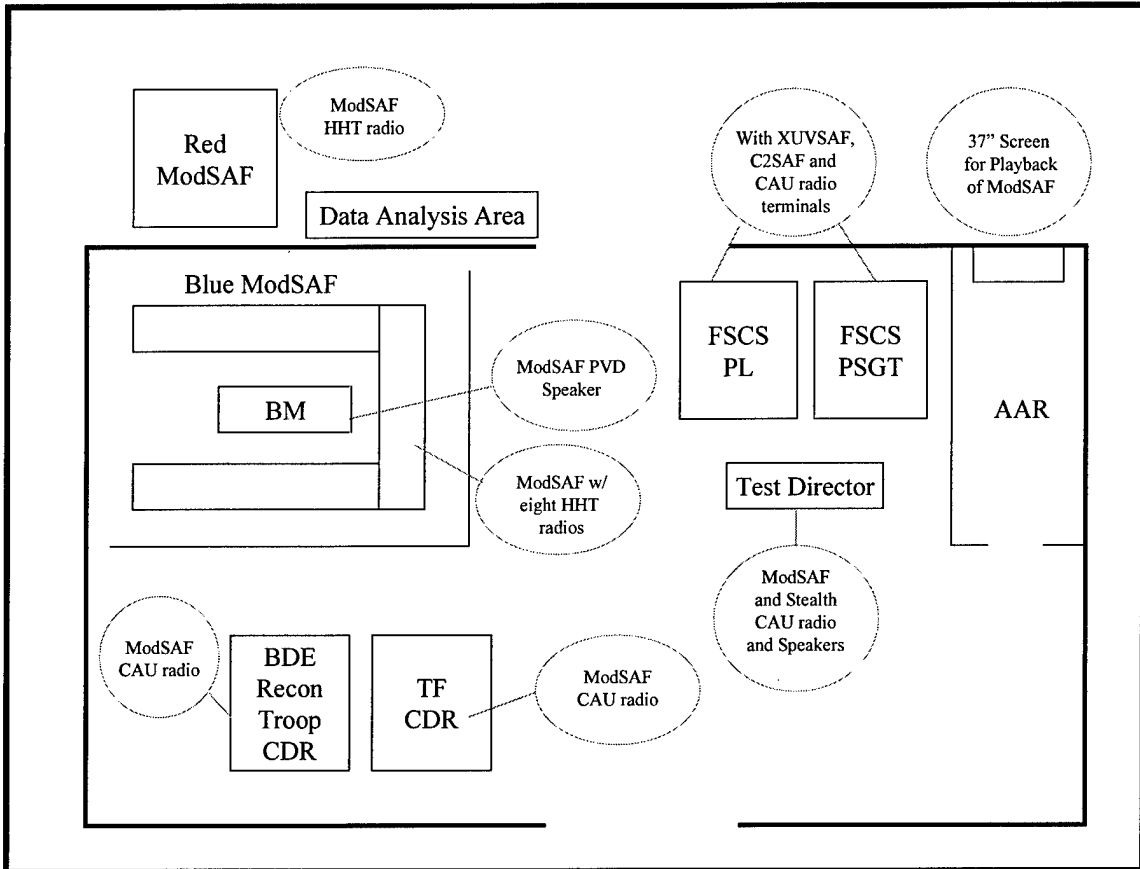 Red
ModSAF
ModSAF
HHT radio
Data Analysis Area
With XUVSAF,
C2SAF and
CAU radio
terminals
37" Screen
for Playback
of ModSAF
Blue ModSAF
BM
ModSAF PVD
Speaker
ModSAF w/
eight HHT
radios
FSCS
PL
FSCS
PSGT
AAR
Test Director
ModSAF
and Stealth
CAU radio
and Speakers
ModSAF
CAU radio
BDE
Recon
Troop
CDR
TF
CDR
ModSAF
CAU radio